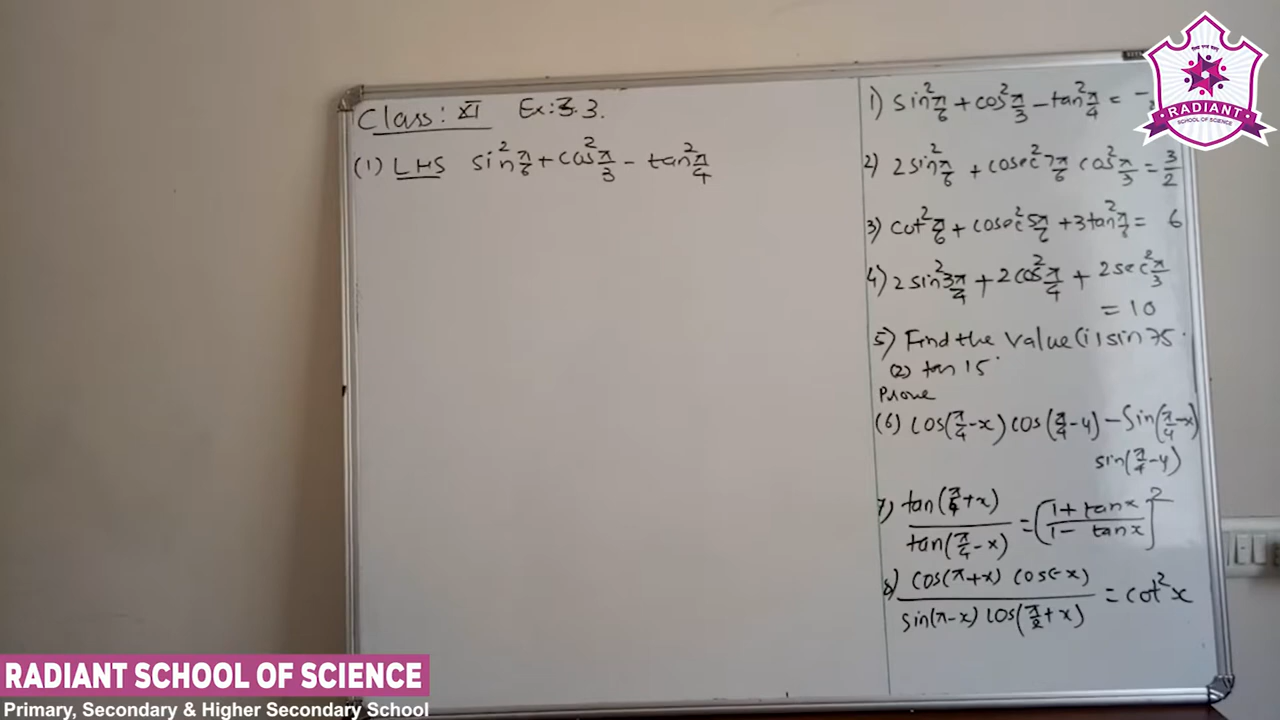 Class: XI Ex: 3.3.
(1) LHS sin²π/6 + cos²π/3 - tan²π/4
1) sin²π/6 + cos²π/3 - tan²π/4 = -
2) 2sin²π/6 + cosec²7π/6 cos²π/3 = 3/2
3) cot²π/6 + cosec²5π/6 + 3tan²π/6 = 6
4) 2sin²3π/4 + 2cos²π/4 + 2sec²π/3
= 10
5) Find the value (i) sin 75°
(2) tan 15°
Prove
(6) cos(π/4-x) cos(π/4-y) - sin(π/4-x)
sin(π/4-y)
7) tan(π/4+x)/tan(π/4-x) = (1+tanx/1-tanx)²
8) cos(π+x) cos(-x)/sin(π-x) cos(π/2+x) = cot²x
RADIANT
SCHOOL OF SCIENCE
RADIANT SCHOOL OF SCIENCE
Primary, Secondary & Higher Secondary School